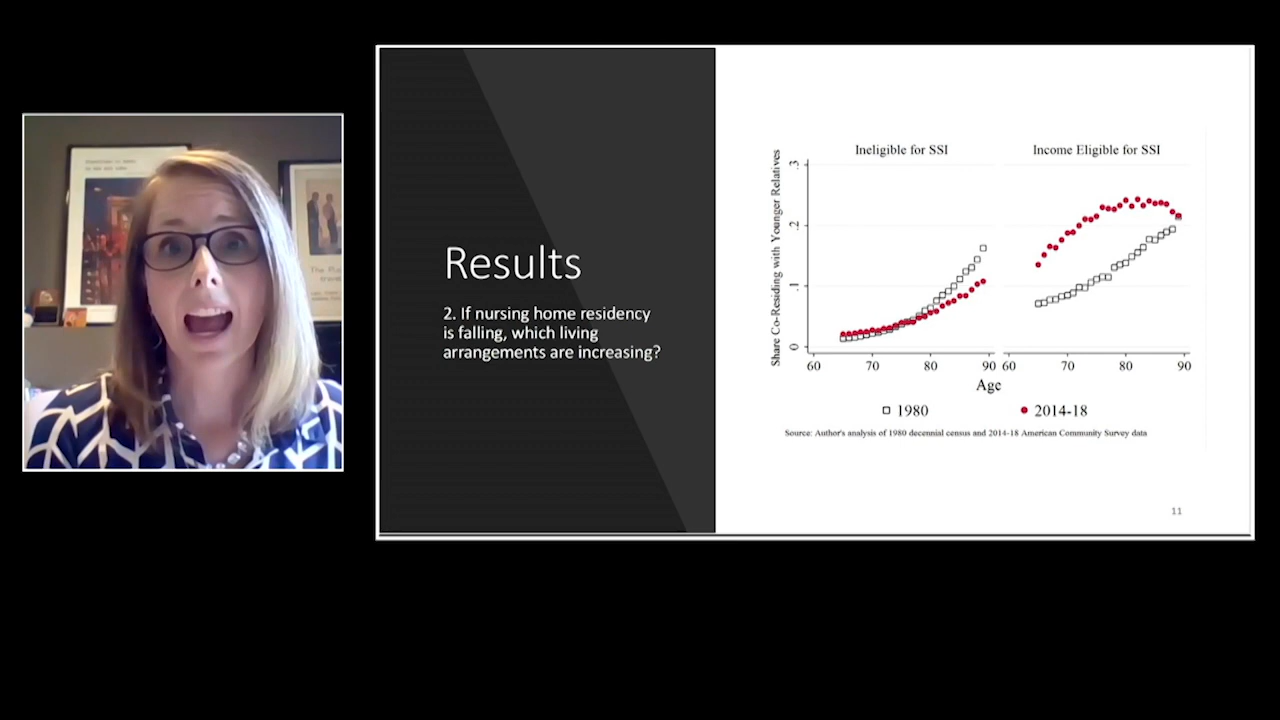 Results
2. If nursing home residency
is falling, which living
arrangements are increasing?
Ineligible for SSI
Income Eligible for SSI
Share Co-Residing with Younger Relatives
.3
.2
.1
0
60 70 80 90 60 70 80 90
Age
1980
2014-18
Source: Author's analysis of 1980 decennial census and 2014-18 American Community Survey data
11